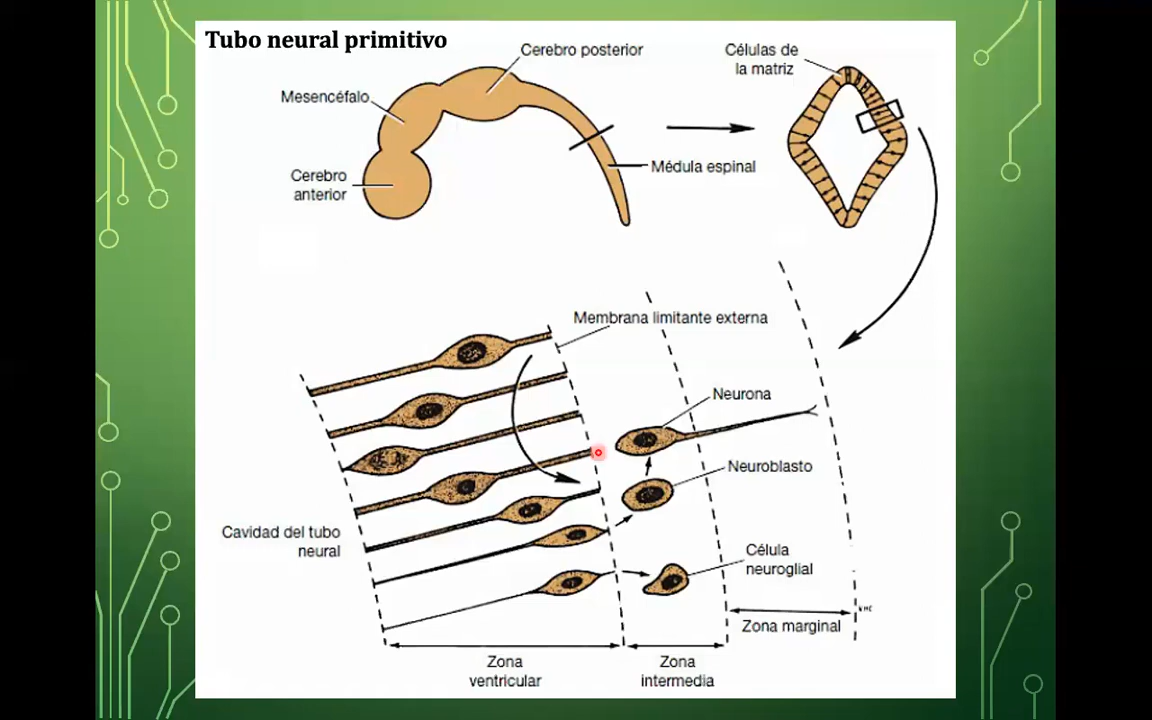 Tubo neural primitivo
Cerebro posterior
Células de
la matriz
Mesencéfalo
Cerebro
anterior
Médula espinal
Membrana limitante externa
Neurona
Neuroblasto
Cavidad del tubo
neural
Célula
neuroglial
Zona marginal
Zona
ventricular
Zona
intermedia